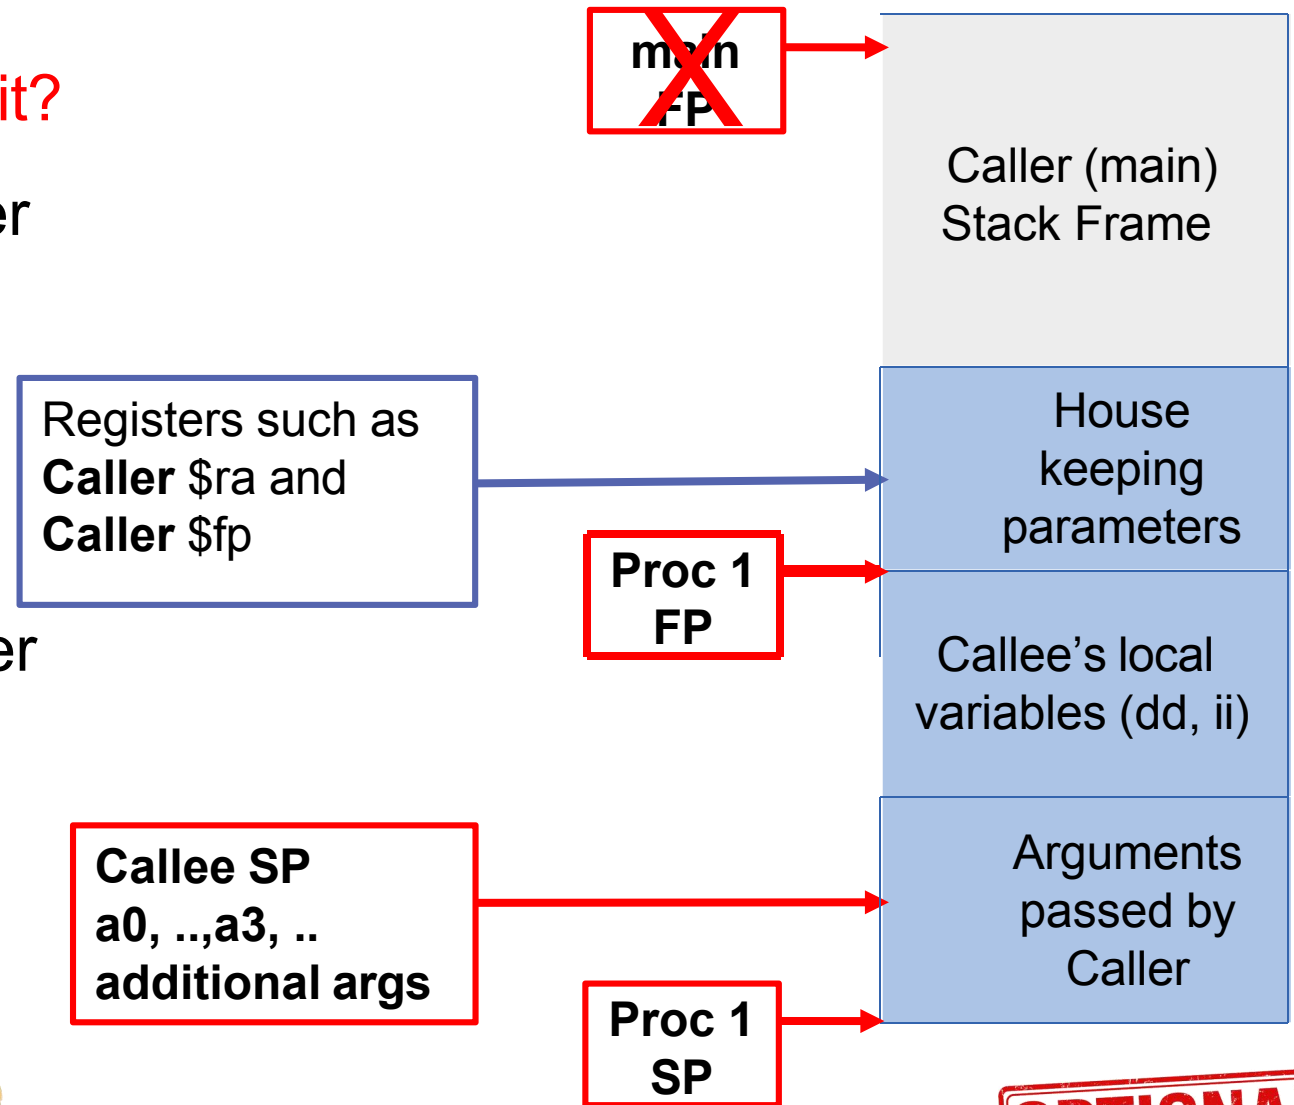 it?
er
er
main
FP
Caller (main)
Stack Frame
Registers such as
Caller $ra and
Caller $fp
House
keeping
parameters
Proc 1
FP
Callee’s local
variables (dd, ii)
Callee SP
a0, ..,a3, ..
additional args
Arguments
passed by
Caller
Proc 1
SP